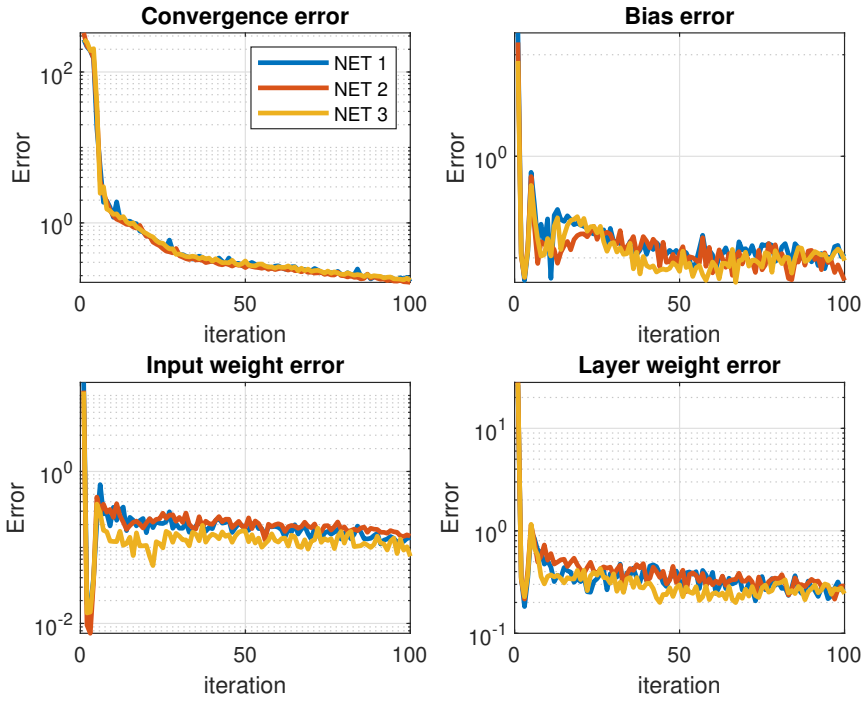 Convergence error
Error
10^2
10^0
NET 1
NET 2
NET 3
0
50
100
iteration
Bias error
Error
10^0
0
50
100
iteration
Input weight error
Error
10^0
10^-2
0
50
100
iteration
Layer weight error
Error
10^1
10^0
10^-1
0
50
100
iteration